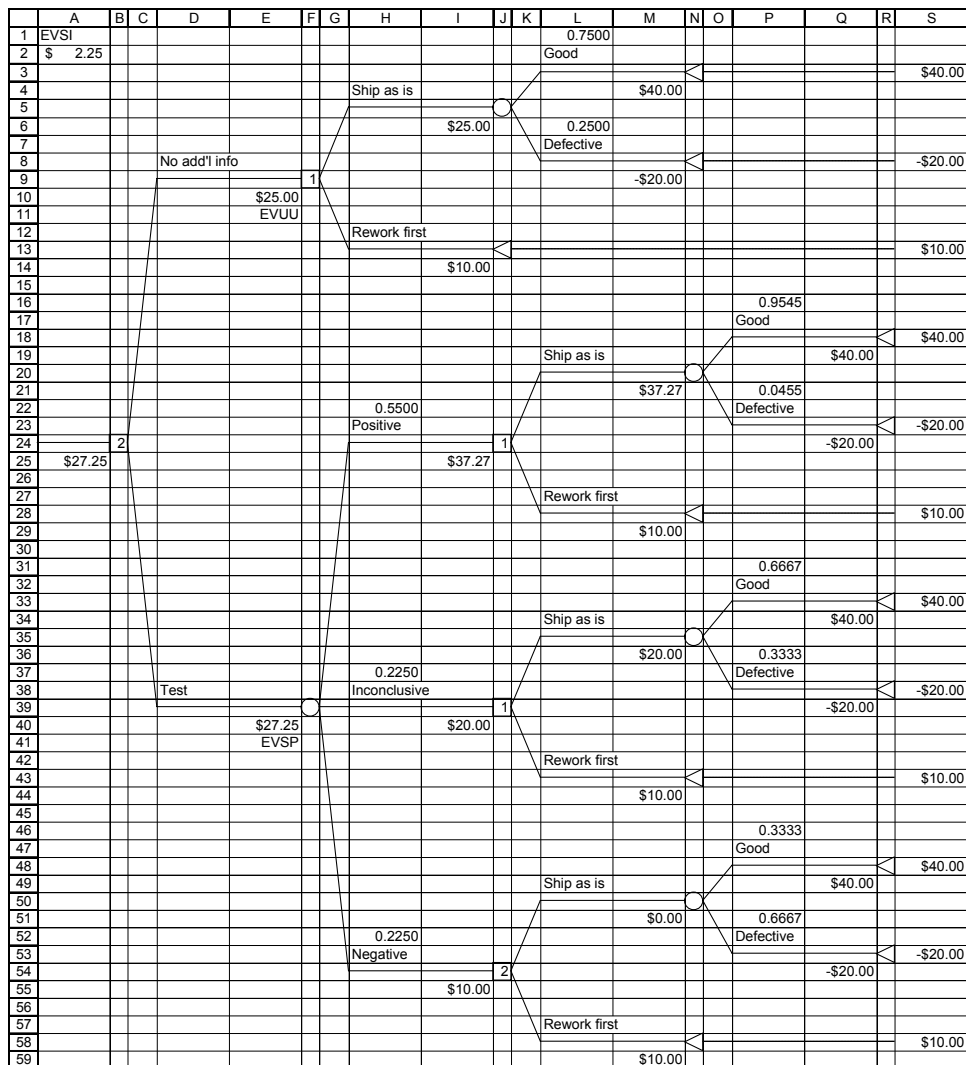 A B C D E F G H I J K L M N O P Q R S
1 EVSI 0.7500
2 $ 2.25 Good
3 $40.00
4 Ship as is $40.00
5
6 $25.00 0.2500
7 Defective
8 No add'l info -$20.00
9 1 -$20.00
10 $25.00
11 EVUU
12 Rework first
13 $10.00
14 $10.00
15
16 0.9545
17 Good
18 $40.00
19 Ship as is $40.00
20
21 $37.27 0.0455
22 0.5500 Defective
23 Positive -$20.00
24 2 1 -$20.00
25 $27.25 $37.27
26
27 Rework first
28 $10.00
29 $10.00
30
31 0.6667
32 Good
33 $40.00
34 Ship as is $40.00
35
36 $20.00 0.3333
37 0.2250 Defective
38 Test Inconclusive -$20.00
39 1 -$20.00
40 $27.25 $20.00
41 EVSP
42 Rework first
43 $10.00
44 $10.00
45
46 0.3333
47 Good
48 $40.00
49 Ship as is $40.00
50
51 $0.00 0.6667
52 0.2250 Defective
53 Negative -$20.00
54 2 -$20.00
55 $10.00
56
57 Rework first
58 $10.00
59 $10.00